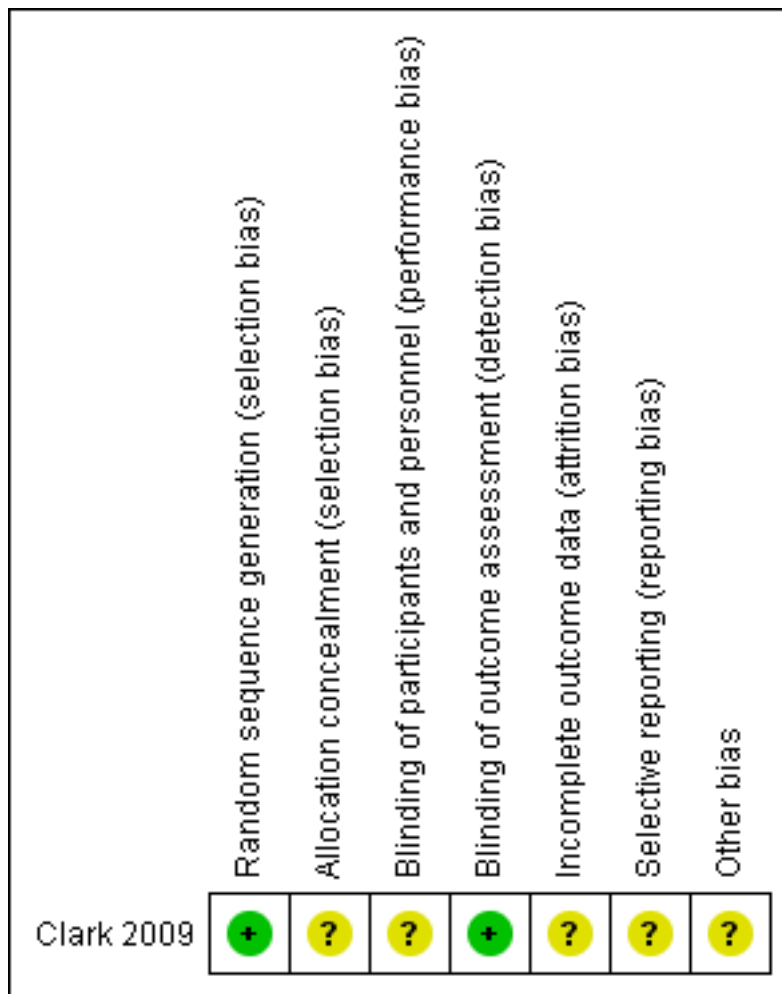 Random sequence generation (selection bias)
Allocation concealment (selection bias)
Blinding of participants and personnel (performance bias)
Blinding of outcome assessment (detection bias)
Incomplete outcome data (attrition bias)
Selective reporting (reporting bias)
Other bias
Clark 2009 + ? ? + ? ? ?